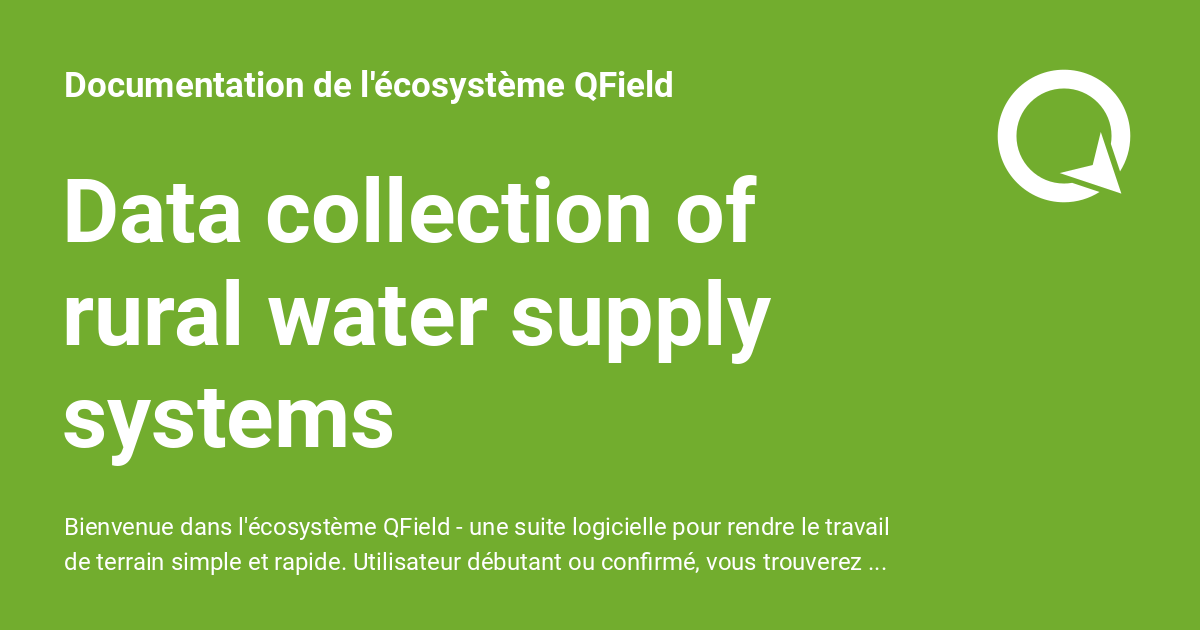 Documentation de l'écosystème QField
Data collection of
rural water supply
systems
Bienvenue dans l'écosystème QField - une suite logicielle pour rendre le travail
de terrain simple et rapide. Utilisateur débutant ou confirmé, vous trouverez ...